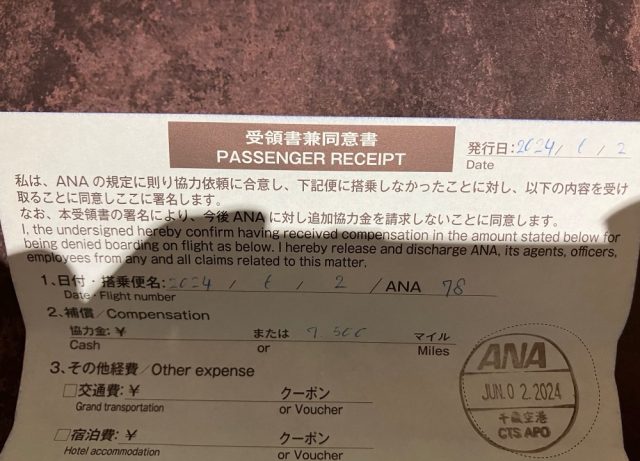 受領書兼同意書
PASSENGER RECEIPT
発行日:2024/6/2
Date
私は、ANAの規定に則り協力依頼に合意し、下記便に搭乗しなかったことに対し、以下の内容を受け
取ることに同意しここに署名します。
なお、本受領書の署名により、今後ANAに対し追加協力金を請求しないことに同意します。
I, the undersigned hereby confirm having received compensation in the amount stated below for
being denied boarding on flight as below. I hereby release and discharge ANA, its agents, officers,
employees from any and all claims related to this matter.
1.日付・搭乗便名:2024/6/2/ANA 78
Date・Flight number
2.補償/Compensation
協力金:¥ または 7,500 マイル
Cash or Miles
3.その他経費/Other expense
□交通費:¥ クーポン
Grand transportation or Voucher
□宿泊費:¥ クーポン
Hotel accommodation or Voucher
ANA
JUN.02.2024
千歳空港
CTS APO